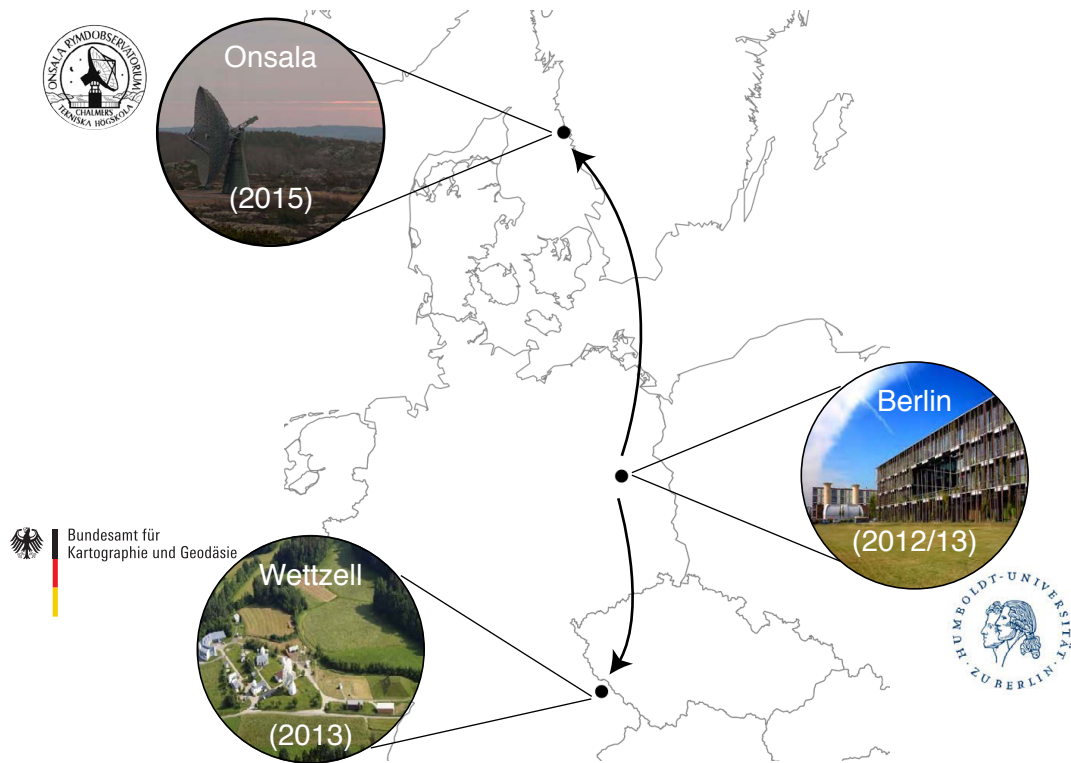 ONSALA RYMDOBSERVATORIUM
CHALMERS
TEKNISKA HÖGSKOLA
Onsala
(2015)
Berlin
(2012/13)
Bundesamt für
Kartographie und Geodäsie
Wettzell
(2013)
HUMBOLDT-UNIVERSITÄT
· ZU BERLIN ·